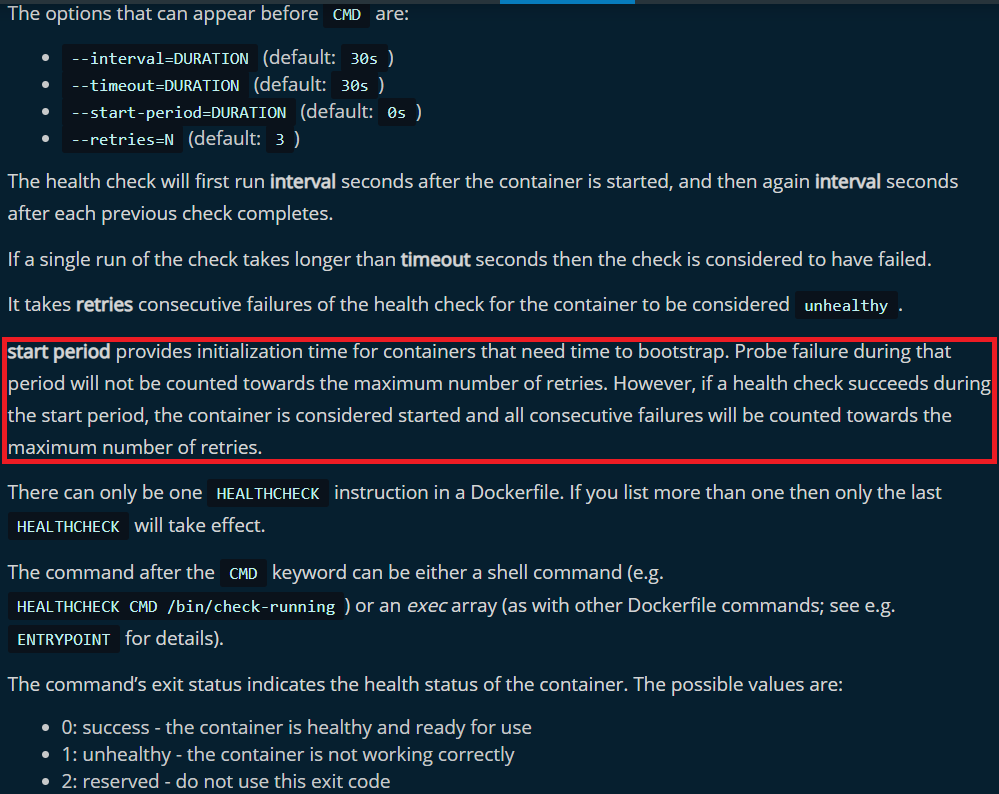 The options that can appear before CMD are:
--interval=DURATION (default: 30s )
--timeout=DURATION (default: 30s )
--start-period=DURATION (default: 0s )
--retries=N (default: 3 )
The health check will first run interval seconds after the container is started, and then again interval seconds
after each previous check completes.
If a single run of the check takes longer than timeout seconds then the check is considered to have failed.
It takes retries consecutive failures of the health check for the container to be considered unhealthy .
start period provides initialization time for containers that need time to bootstrap. Probe failure during that
period will not be counted towards the maximum number of retries. However, if a health check succeeds during
the start period, the container is considered started and all consecutive failures will be counted towards the
maximum number of retries.
There can only be one HEALTHCHECK instruction in a Dockerfile. If you list more than one then only the last
HEALTHCHECK will take effect.
The command after the CMD keyword can be either a shell command (e.g.
HEALTHCHECK CMD /bin/check-running ) or an exec array (as with other Dockerfile commands; see e.g.
ENTRYPOINT for details).
The command’s exit status indicates the health status of the container. The possible values are:
0: success - the container is healthy and ready for use
1: unhealthy - the container is not working correctly
2: reserved - do not use this exit code